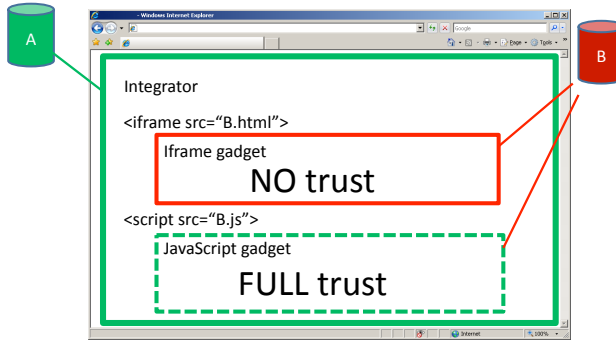 - Windows Internet Explorer
A
B
Google
Page
Tools
Integrator
<iframe src=“B.html”>
Iframe gadget
NO trust
<script src=“B.js”>
JavaScript gadget
FULL trust
Internet
100%